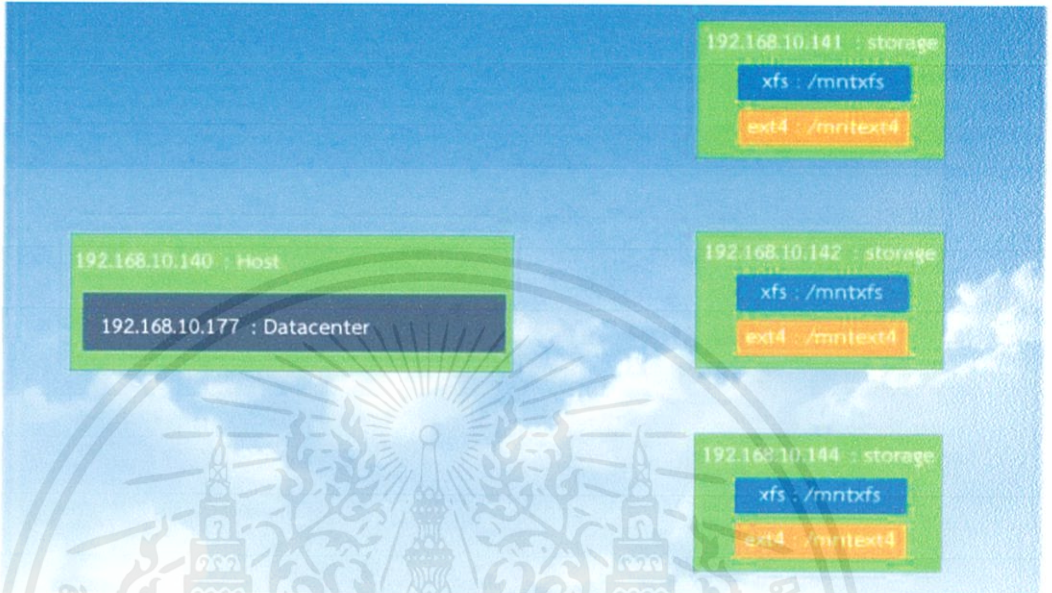 192.168.10.141 : storage
xfs : /mntxfs
ext4 : /mntext4
192.168.10.140 : Host
192.168.10.177 : Datacenter
192.168.10.142 : storage
xfs : /mntxfs
ext4 : /mntext4
192.168.10.144 : storage
xfs : /mntxfs
ext4 : /mntext4